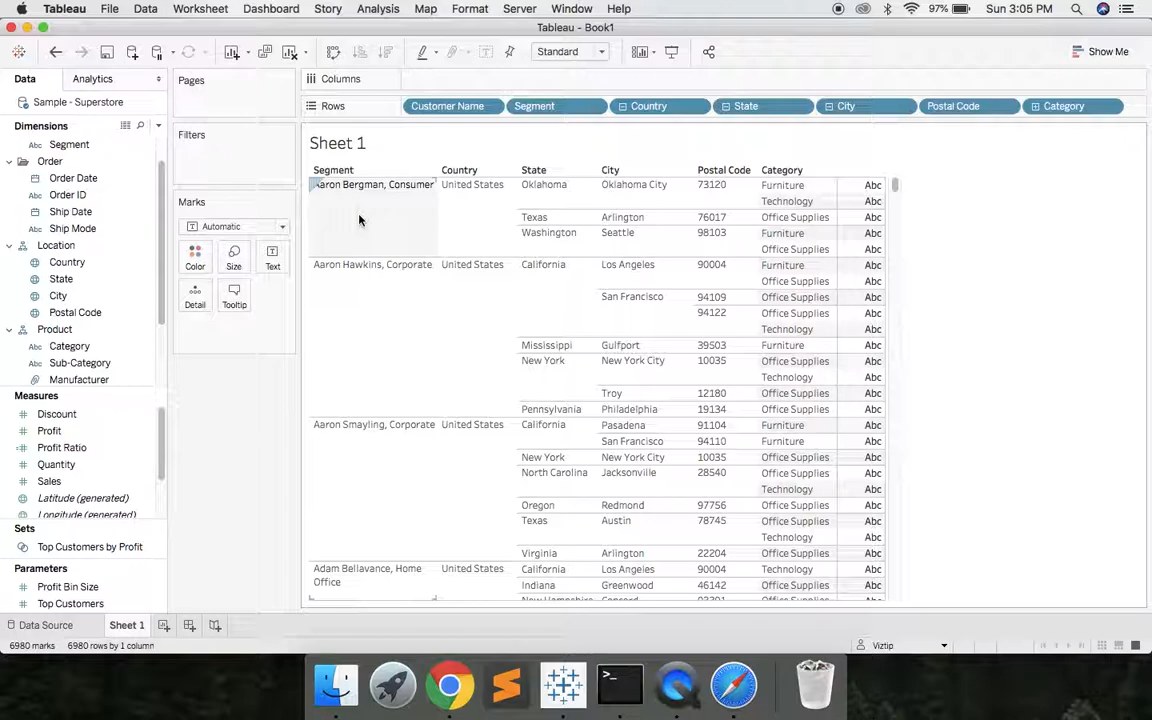 Tableau File Data Worksheet Dashboard Story Analysis Map Format Server Window Help 97% Sun 3:05 PM
Tableau - Book1
Standard Show Me
Data Analytics Pages Columns
Sample - Superstore Rows Customer Name Segment Country State City Postal Code Category
Dimensions Filters Sheet 1
Abc Segment
Order
Order Date
Abc Order ID
Ship Date
Abc Ship Mode
Location
Country
State
City
Postal Code
Product
Abc Category
Abc Sub-Category
Manufacturer
Measures
Discount
Profit
Profit Ratio
Quantity
Sales
Latitude (generated)
Longitude (generated)
Sets
Top Customers by Profit
Parameters
Profit Bin Size
Top Customers
Marks
Automatic
Color Size Text
Detail Tooltip
Segment Country State City Postal Code Category
Aaron Bergman, Consumer United States Oklahoma Oklahoma City 73120 Furniture Abc
Technology Abc
Texas Arlington 76017 Office Supplies Abc
Washington Seattle 98103 Furniture Abc
Office Supplies Abc
Aaron Hawkins, Corporate United States California Los Angeles 90004 Furniture Abc
Office Supplies Abc
San Francisco 94109 Office Supplies Abc
94122 Office Supplies Abc
Technology Abc
Mississippi Gulfport 39503 Furniture Abc
New York New York City 10035 Office Supplies Abc
Technology Abc
Troy 12180 Office Supplies Abc
Pennsylvania Philadelphia 19134 Office Supplies Abc
Aaron Smayling, Corporate United States California Pasadena 91104 Furniture Abc
San Francisco 94110 Office Supplies Abc
New York New York City 10035 Office Supplies Abc
North Carolina Jacksonville 28540 Office Supplies Abc
Technology Abc
Oregon Redmond 97756 Office Supplies Abc
Texas Austin 78745 Office Supplies Abc
Technology Abc
Virginia Arlington 22204 Office Supplies Abc
Adam Bellavance, Home United States California Los Angeles 90004 Technology Abc
Office Indiana Greenwood 46142 Office Supplies Abc
Data Source Sheet 1
6980 marks 6980 rows by 1 column Viztip